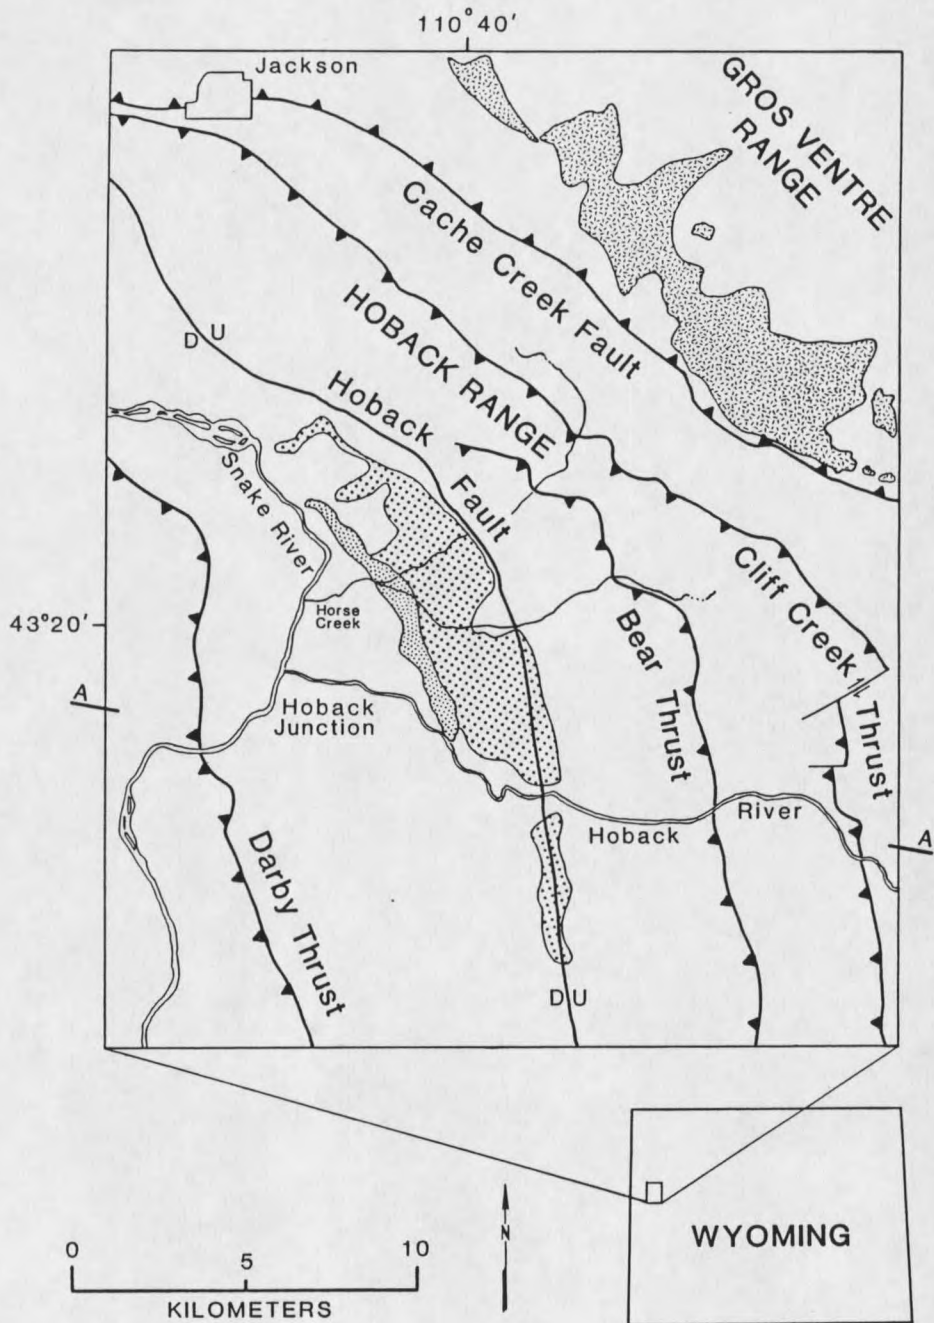 110°40'
Jackson
GROS VENTRE
RANGE
Cache Creek Fault
HOBACK RANGE
D U
Hoback
Fault
Snake River
Horse
Creek
43°20'
Cliff Creek
Thrust
Bear
Thrust
A
Hoback
Junction
Hoback
River
A
Darby Thrust
D U
N
WYOMING
0 5 10
KILOMETERS